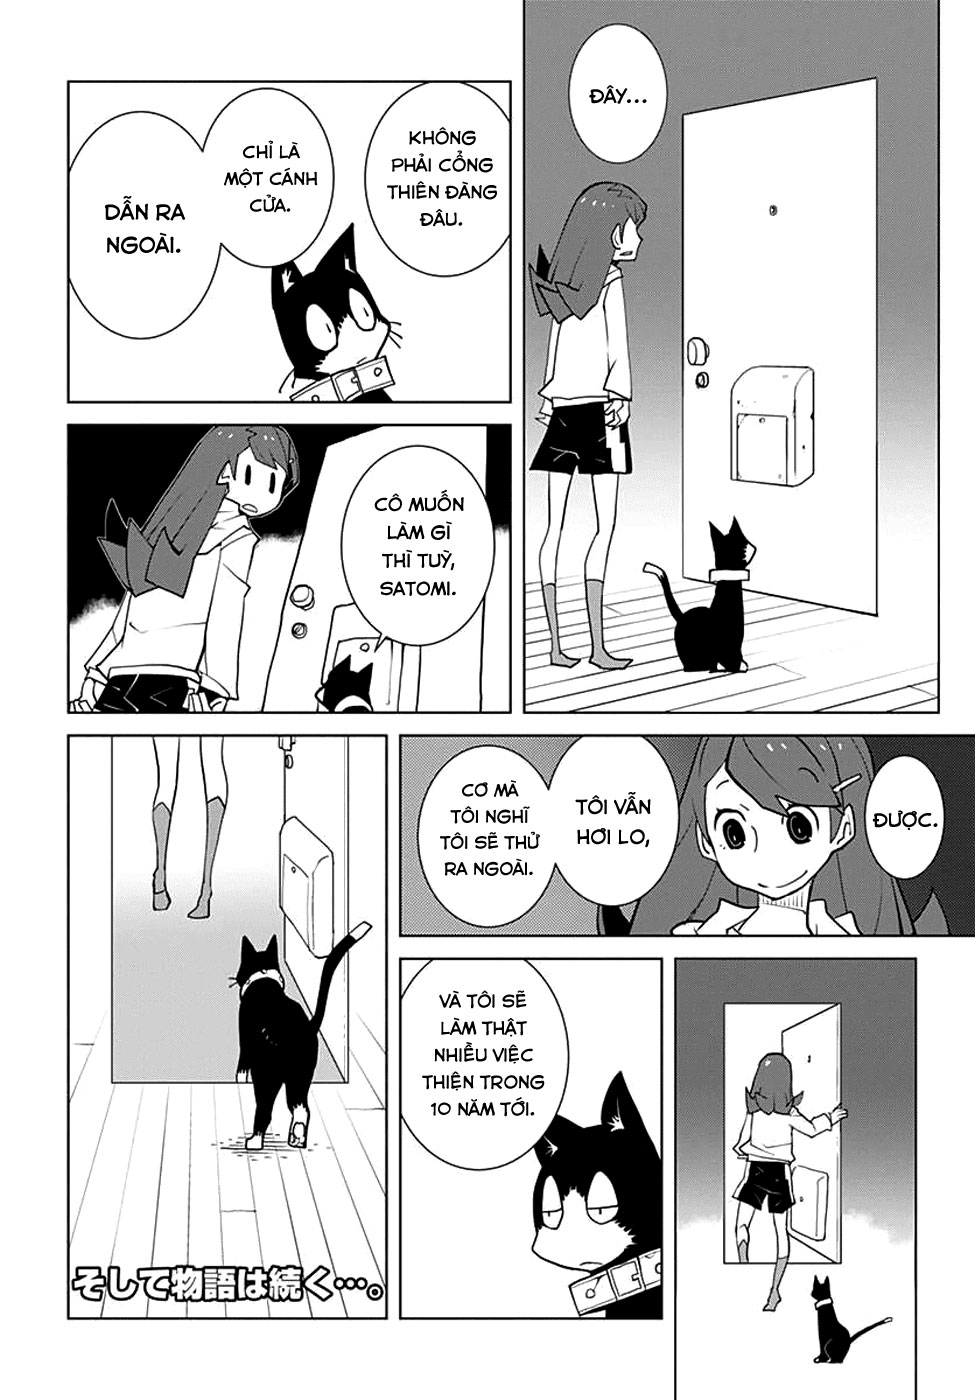 ĐÂY...
KHÔNG
PHẢI CỔNG
THIÊN ĐÀNG
ĐÂU.
CHỈ LÀ
MỘT CÁNH
CỬA.
DẪN RA
NGOÀI.
CÔ MUỐN
LÀM GÌ
THÌ TUỲ,
SATOMI.
ĐƯỢC.
TÔI VẪN
HƠI LO,
CƠ MÀ
TÔI NGHĨ
TÔI SẼ THỬ
RA NGOÀI.
VÀ TÔI SẼ
LÀM THẬT
NHIỀU VIỆC
THIỆN TRONG
10 NĂM TỚI.
そして物語は続く…。